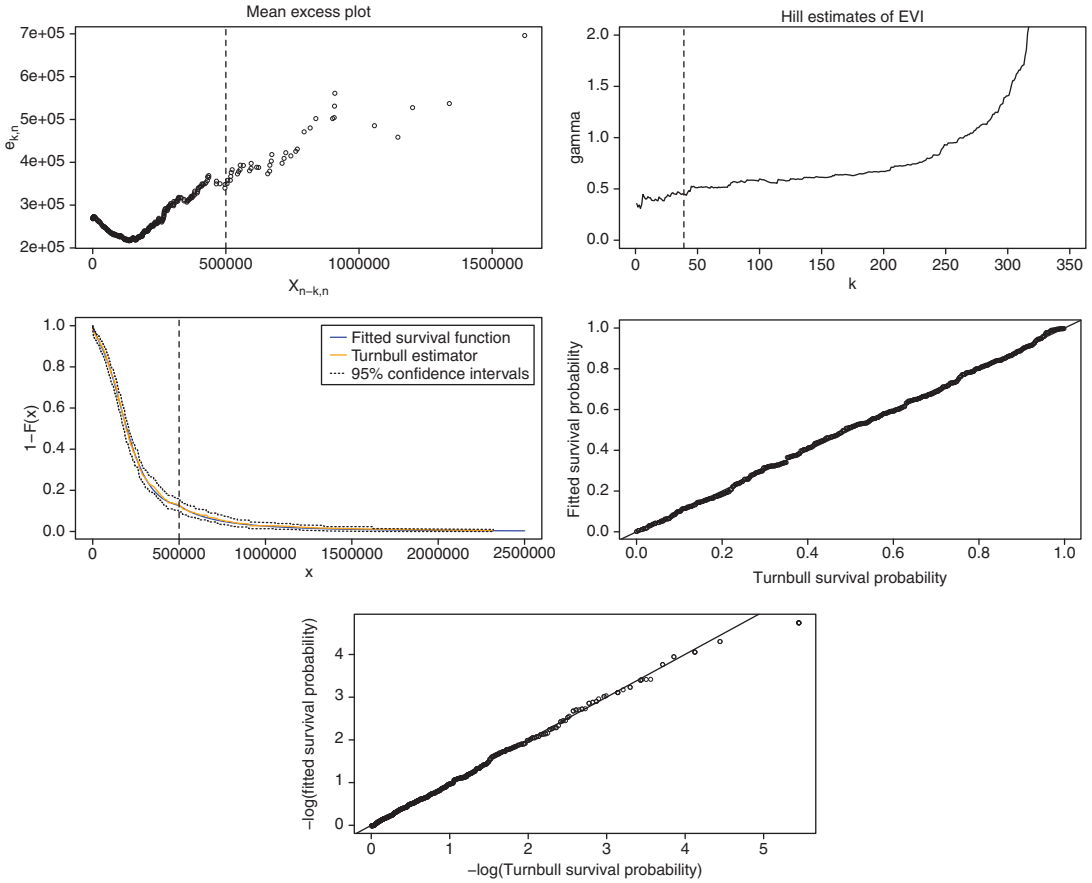 Mean excess plot
7e+05
6e+05
5e+05
4e+05
3e+05
2e+05
e_{k,n}
0 500000 1000000 1500000
X_{n−k,n}
Hill estimates of EVI
2.0
1.5
1.0
0.5
0.0
gamma
0 50 100 150 200 250 300 350
k
1.0
0.8
0.6
0.4
0.2
0.0
1−F(x)
Fitted survival function
Turnbull estimator
95% confidence intervals
0 500000 1000000 1500000 2000000 2500000
x
1.0
0.8
0.6
0.4
0.2
0.0
Fitted survival probability
0.0 0.2 0.4 0.6 0.8 1.0
Turnbull survival probability
4
3
2
1
0
−log(fitted survival probability)
0 1 2 3 4 5
−log(Turnbull survival probability)